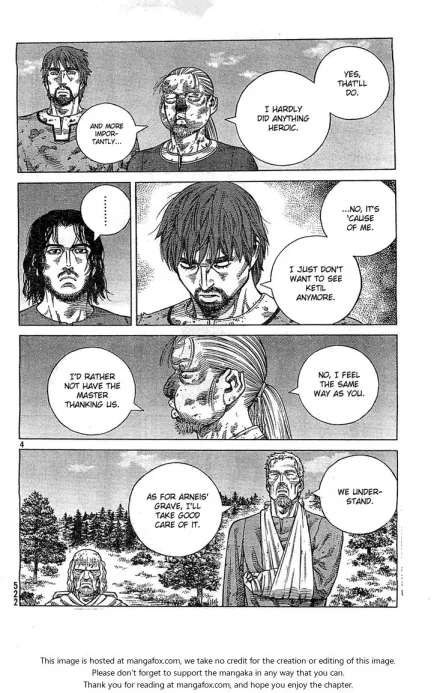 YES,
THAT'LL
DO.
I HARDLY
DID ANYTHING
HEROIC.
AND MORE
IMPOR-
TANTLY...
...NO, IT'S
'CAUSE
OF ME.
I JUST DON'T
WANT TO SEE
KETIL
ANYMORE.
.........
NO, I FEEL
THE SAME
WAY AS YOU.
I'D RATHER
NOT HAVE THE
MASTER
THANKING US.
4
WE UNDER-
STAND.
AS FOR ARNEIS'
GRAVE, I'LL
TAKE GOOD
CARE OF IT.
522
This image is hosted at mangafox.com, we take no credit for the creation or editing of this image.
Please don't forget to support the mangaka in any way that you can.
Thank you for reading at mangafox.com, and hope you enjoy the chapter.